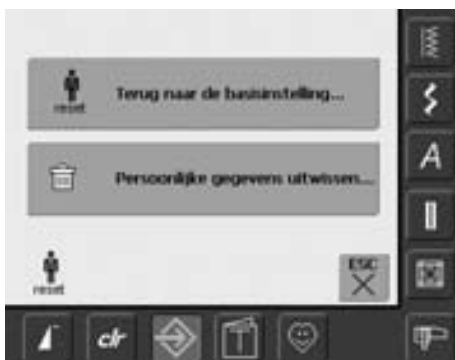 Terug naar de basisinstelling...
reset
Persoonlijke gegevens uitwissen...
reset
ESC
A
clr